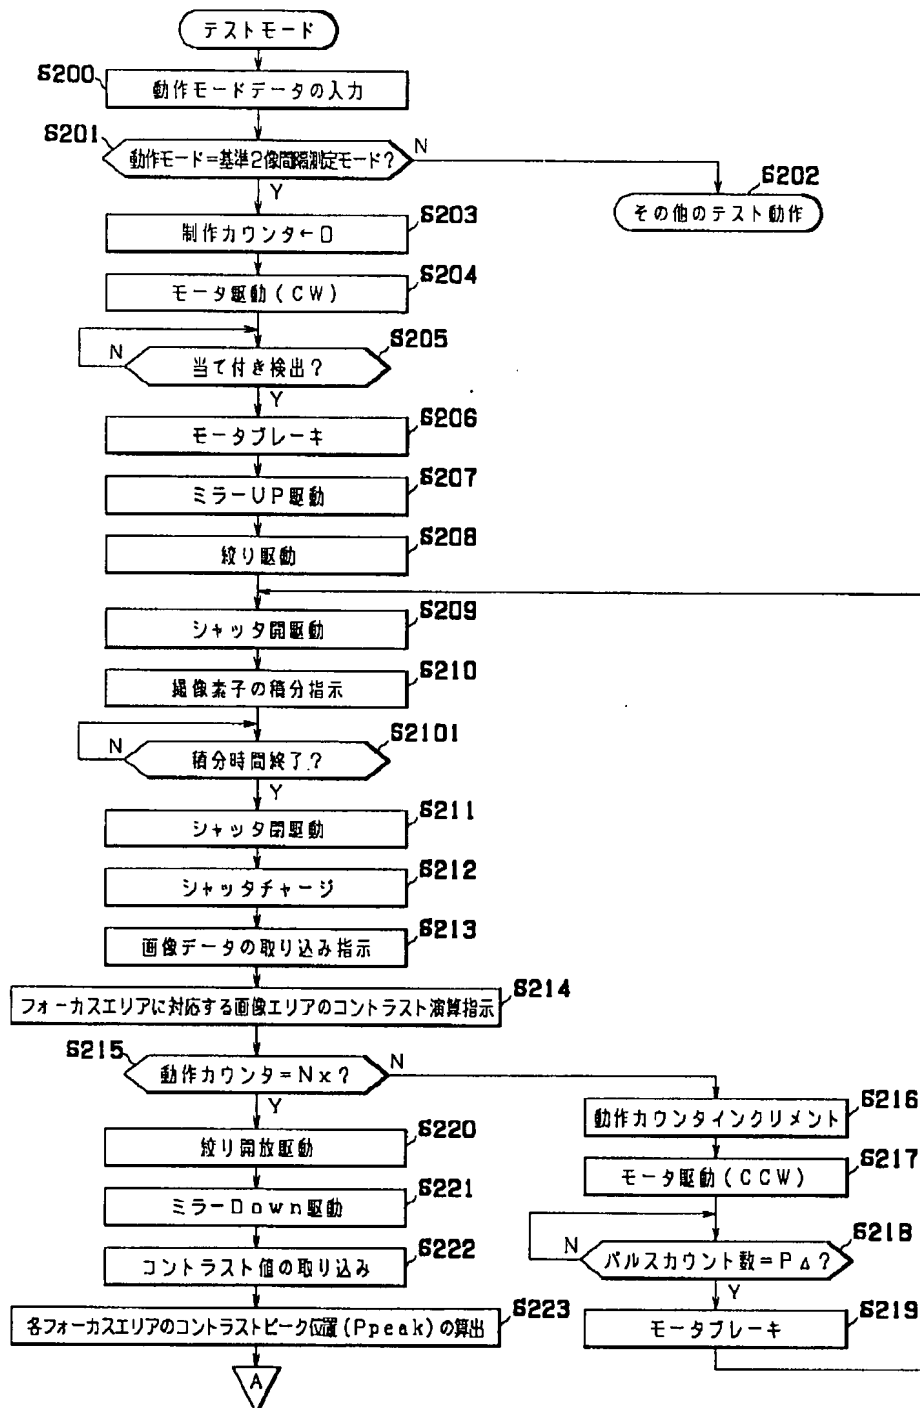 テストモード
S200
動作モードデータの入力
S201
動作モード=基準2像間隔測定モード?
N
Y
S202
その他のテスト動作
S203
制作カウンタ←0
S204
モータ駆動(CW)
S205
N
当て付き検出?
Y
S206
モータブレーキ
S207
ミラーUP駆動
S208
絞り駆動
S209
シャッタ開駆動
S210
撮像素子の積分指示
S2101
N
積分時間終了?
Y
S211
シャッタ閉駆動
S212
シャッタチャージ
S213
画像データの取り込み指示
S214
フォーカスエリアに対応する画像エリアのコントラスト演算指示
S215
動作カウンタ=Nx?
N
Y
S216
動作カウンタインクリメント
S217
モータ駆動(CCW)
S218
N
パルスカウント数=PΔ?
Y
S219
モータブレーキ
S220
絞り開放駆動
S221
ミラーDown駆動
S222
コントラスト値の取り込み
S223
各フォーカスエリアのコントラストピーク位置(Ppeak)の算出
A